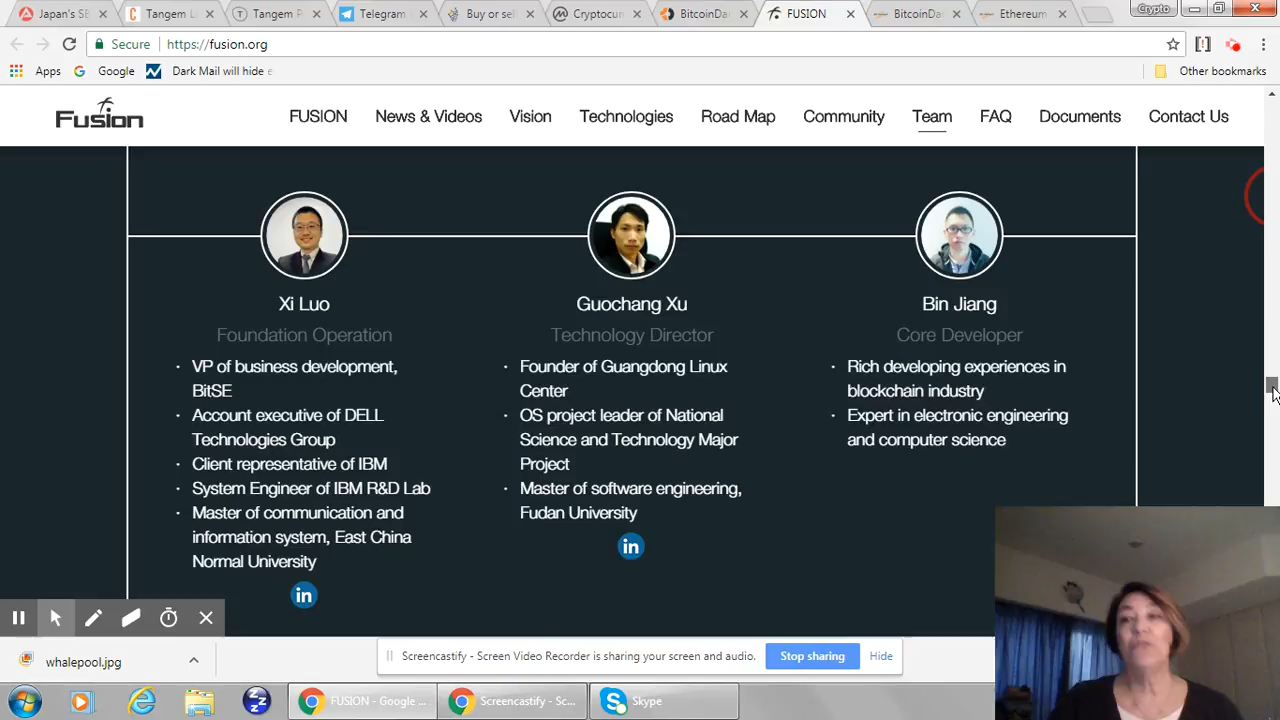 Japan's SB
Tangem Li
Tangem P
Telegram
Buy or sel
Cryptocur
BitcoinDa
FUSION
BitcoinDa
Ethereum
Crypto
Secure
https://fusion.org
Apps
Google
Dark Mail will hide e
Other bookmarks
Fusion
FUSION
News & Videos
Vision
Technologies
Road Map
Community
Team
FAQ
Documents
Contact Us
Xi Luo
Foundation Operation
· VP of business development,
BitSE
· Account executive of DELL
Technologies Group
· Client representative of IBM
· System Engineer of IBM R&D Lab
· Master of communication and
information system, East China
Normal University
in
Guochang Xu
Technology Director
· Founder of Guangdong Linux
Center
· OS project leader of National
Science and Technology Major
Project
· Master of software engineering,
Fudan University
in
Bin Jiang
Core Developer
· Rich developing experiences in
blockchain industry
· Expert in electronic engineering
and computer science
whalepool.jpg
Screencastify - Screen Video Recorder is sharing your screen and audio.
Stop sharing
Hide
FUSION - Google ...
Screencastify - Sc...
Skype